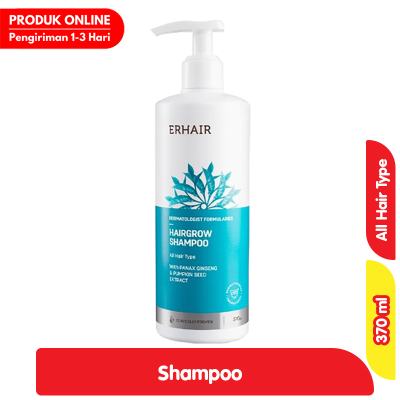 PRODUK ONLINE
Pengiriman 1-3 Hari
ERHAIR
DERMATOLOGIST FORMULARIES
HAIRGROW
SHAMPOO
All Hair Type
With PANAX GINSENG
& PUMPKIN SEED
EXTRACT
All Hair Type
370 ml
Shampoo